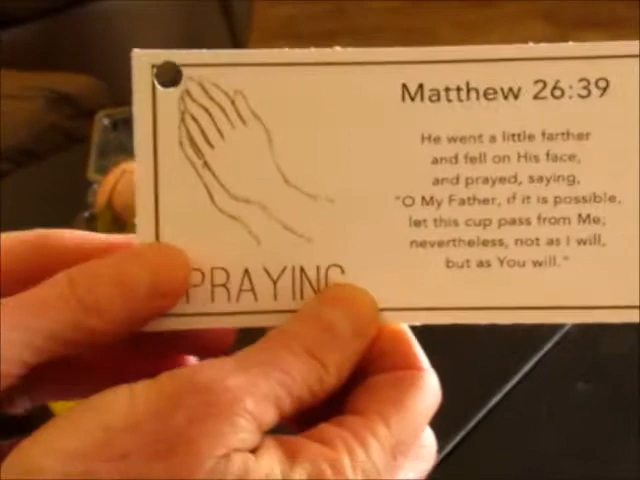 Matthew 26:39
He went a little farther
and fell on His face,
and prayed, saying,
"O My Father, if it is possible,
let this cup pass from Me;
nevertheless, not as I will,
but as You will."
PRAYING